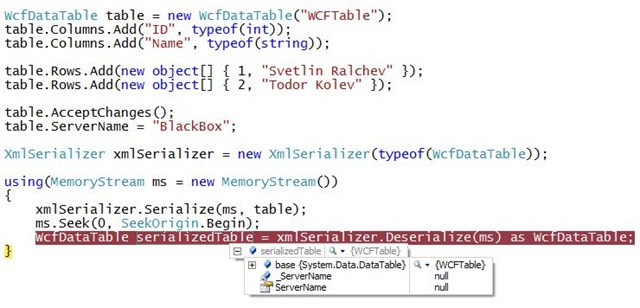 WcfDataTable table = new WcfDataTable("WCFTable");
table.Columns.Add("ID", typeof(int));
table.Columns.Add("Name", typeof(string));
table.Rows.Add(new object[] { 1, "Svetlin Ralchev" });
table.Rows.Add(new object[] { 2, "Todor Kolev" });
table.AcceptChanges();
table.ServerName = "BlackBox";
XmlSerializer xmlSerializer = new XmlSerializer(typeof(WcfDataTable));
using(MemoryStream ms = new MemoryStream())
{
xmlSerializer.Serialize(ms, table);
ms.Seek(0, SeekOrigin.Begin);
WcfDataTable serializedTable = xmlSerializer.Deserialize(ms) as WcfDataTable;
}
serializedTable {WCFTable}
base {System.Data.DataTable} {WCFTable}
_ServerName null
ServerName null